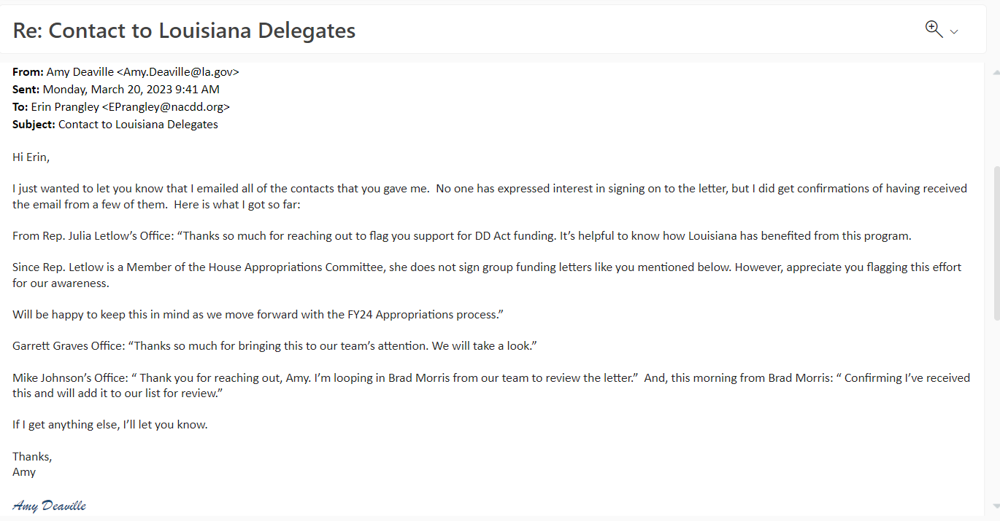 Re: Contact to Louisiana Delegates
From: Amy Deaville <Amy.Deaville@la.gov>
Sent: Monday, March 20, 2023 9:41 AM
To: Erin Prangley <EPrangley@nacdd.org>
Subject: Contact to Louisiana Delegates
Hi Erin,
I just wanted to let you know that I emailed all of the contacts that you gave me.  No one has expressed interest in signing on to the letter, but I did get confirmations of having received
the email from a few of them.  Here is what I got so far:
From Rep. Julia Letlow’s Office: “Thanks so much for reaching out to flag you support for DD Act funding. It’s helpful to know how Louisiana has benefited from this program.
Since Rep. Letlow is a Member of the House Appropriations Committee, she does not sign group funding letters like you mentioned below. However, appreciate you flagging this effort
for our awareness.
Will be happy to keep this in mind as we move forward with the FY24 Appropriations process.”
Garrett Graves Office: “Thanks so much for bringing this to our team’s attention. We will take a look.”
Mike Johnson’s Office: “ Thank you for reaching out, Amy. I’m looping in Brad Morris from our team to review the letter.”  And, this morning from Brad Morris: “ Confirming I’ve received
this and will add it to our list for review.”
If I get anything else, I’ll let you know.
Thanks,
Amy
Amy Deaville